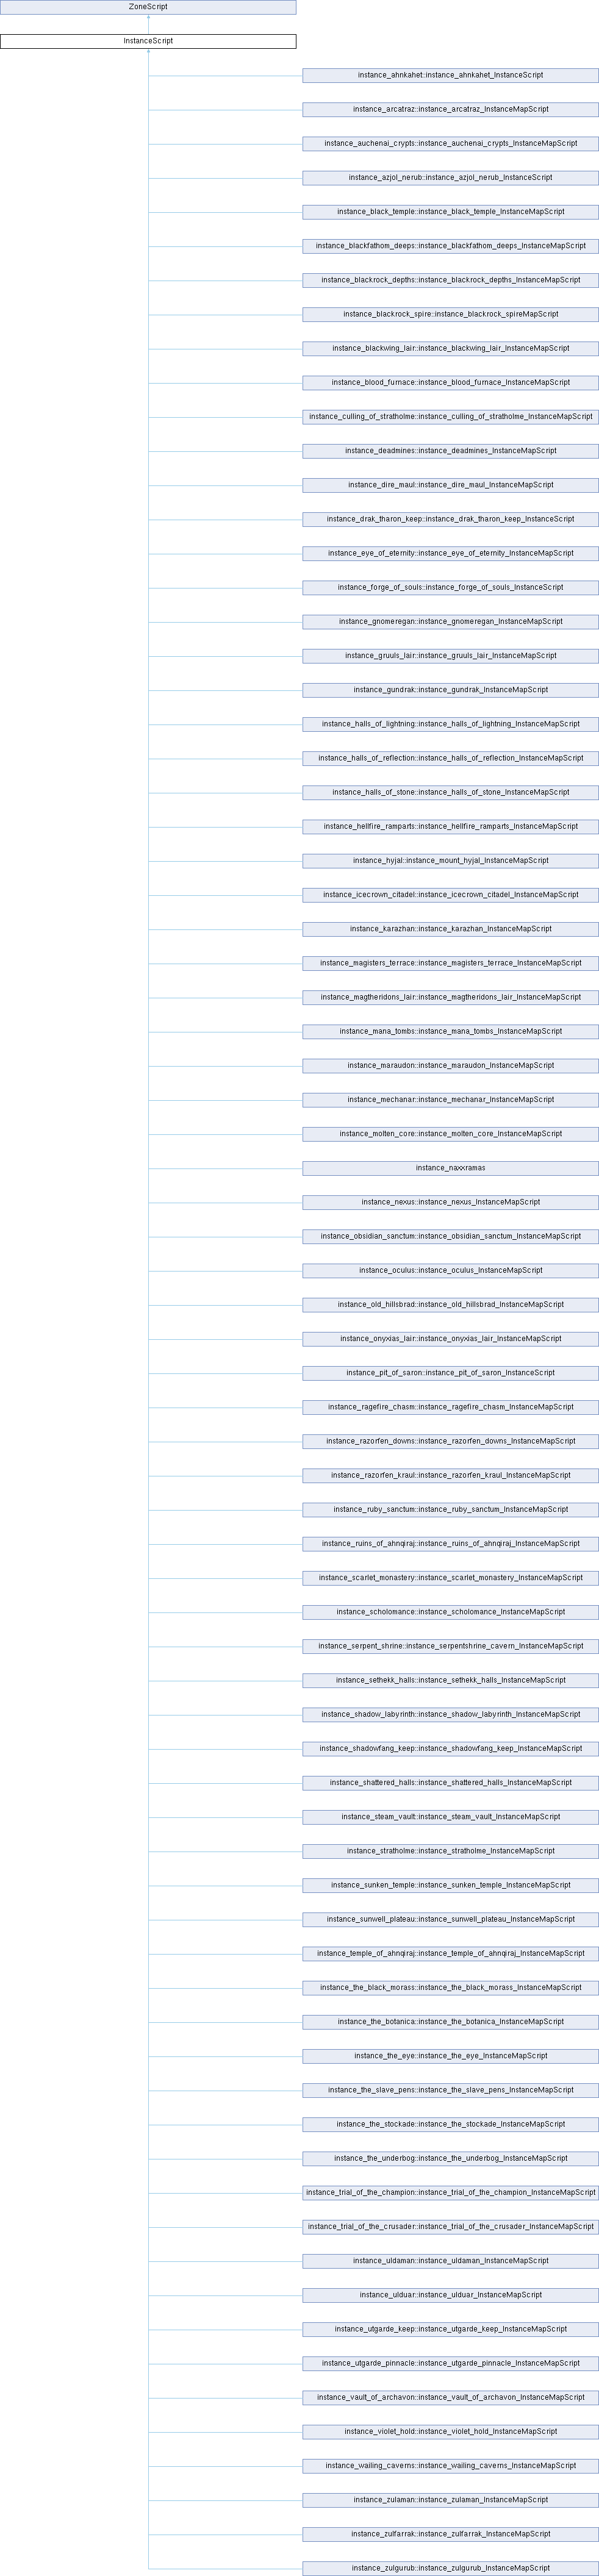 ZoneScript
InstanceScript
instance_ahnkahet::instance_ahnkahet_InstanceScript
instance_arcatraz::instance_arcatraz_InstanceMapScript
instance_auchenai_crypts::instance_auchenai_crypts_InstanceMapScript
instance_azjol_nerub::instance_azjol_nerub_InstanceScript
instance_black_temple::instance_black_temple_InstanceMapScript
instance_blackfathom_deeps::instance_blackfathom_deeps_InstanceMapScript
instance_blackrock_depths::instance_blackrock_depths_InstanceMapScript
instance_blackrock_spire::instance_blackrock_spireMapScript
instance_blackwing_lair::instance_blackwing_lair_InstanceMapScript
instance_blood_furnace::instance_blood_furnace_InstanceMapScript
instance_culling_of_stratholme::instance_culling_of_stratholme_InstanceMapScript
instance_deadmines::instance_deadmines_InstanceMapScript
instance_dire_maul::instance_dire_maul_InstanceMapScript
instance_drak_tharon_keep::instance_drak_tharon_keep_InstanceScript
instance_eye_of_eternity::instance_eye_of_eternity_InstanceMapScript
instance_forge_of_souls::instance_forge_of_souls_InstanceScript
instance_gnomeregan::instance_gnomeregan_InstanceMapScript
instance_gruuls_lair::instance_gruuls_lair_InstanceMapScript
instance_gundrak::instance_gundrak_InstanceMapScript
instance_halls_of_lightning::instance_halls_of_lightning_InstanceMapScript
instance_halls_of_reflection::instance_halls_of_reflection_InstanceMapScript
instance_halls_of_stone::instance_halls_of_stone_InstanceMapScript
instance_hellfire_ramparts::instance_hellfire_ramparts_InstanceMapScript
instance_hyjal::instance_mount_hyjal_InstanceMapScript
instance_icecrown_citadel::instance_icecrown_citadel_InstanceMapScript
instance_karazhan::instance_karazhan_InstanceMapScript
instance_magisters_terrace::instance_magisters_terrace_InstanceMapScript
instance_magtheridons_lair::instance_magtheridons_lair_InstanceMapScript
instance_mana_tombs::instance_mana_tombs_InstanceMapScript
instance_maraudon::instance_maraudon_InstanceMapScript
instance_mechanar::instance_mechanar_InstanceMapScript
instance_molten_core::instance_molten_core_InstanceMapScript
instance_naxxramas
instance_nexus::instance_nexus_InstanceMapScript
instance_obsidian_sanctum::instance_obsidian_sanctum_InstanceMapScript
instance_oculus::instance_oculus_InstanceMapScript
instance_old_hillsbrad::instance_old_hillsbrad_InstanceMapScript
instance_onyxias_lair::instance_onyxias_lair_InstanceMapScript
instance_pit_of_saron::instance_pit_of_saron_InstanceScript
instance_ragefire_chasm::instance_ragefire_chasm_InstanceMapScript
instance_razorfen_downs::instance_razorfen_downs_InstanceMapScript
instance_razorfen_kraul::instance_razorfen_kraul_InstanceMapScript
instance_ruby_sanctum::instance_ruby_sanctum_InstanceMapScript
instance_ruins_of_ahnqiraj::instance_ruins_of_ahnqiraj_InstanceMapScript
instance_scarlet_monastery::instance_scarlet_monastery_InstanceMapScript
instance_scholomance::instance_scholomance_InstanceMapScript
instance_serpent_shrine::instance_serpentshrine_cavern_InstanceMapScript
instance_sethekk_halls::instance_sethekk_halls_InstanceMapScript
instance_shadow_labyrinth::instance_shadow_labyrinth_InstanceMapScript
instance_shadowfang_keep::instance_shadowfang_keep_InstanceMapScript
instance_shattered_halls::instance_shattered_halls_InstanceMapScript
instance_steam_vault::instance_steam_vault_InstanceMapScript
instance_stratholme::instance_stratholme_InstanceMapScript
instance_sunken_temple::instance_sunken_temple_InstanceMapScript
instance_sunwell_plateau::instance_sunwell_plateau_InstanceMapScript
instance_temple_of_ahnqiraj::instance_temple_of_ahnqiraj_InstanceMapScript
instance_the_black_morass::instance_the_black_morass_InstanceMapScript
instance_the_botanica::instance_the_botanica_InstanceMapScript
instance_the_eye::instance_the_eye_InstanceMapScript
instance_the_slave_pens::instance_the_slave_pens_InstanceMapScript
instance_the_stockade::instance_the_stockade_InstanceMapScript
instance_the_underbog::instance_the_underbog_InstanceMapScript
instance_trial_of_the_champion::instance_trial_of_the_champion_InstanceMapScript
instance_trial_of_the_crusader::instance_trial_of_the_crusader_InstanceMapScript
instance_uldaman::instance_uldaman_InstanceMapScript
instance_ulduar::instance_ulduar_InstanceMapScript
instance_utgarde_keep::instance_utgarde_keep_InstanceMapScript
instance_utgarde_pinnacle::instance_utgarde_pinnacle_InstanceMapScript
instance_vault_of_archavon::instance_vault_of_archavon_InstanceMapScript
instance_violet_hold::instance_violet_hold_InstanceMapScript
instance_wailing_caverns::instance_wailing_caverns_InstanceMapScript
instance_zulaman::instance_zulaman_InstanceMapScript
instance_zulfarrak::instance_zulfarrak_InstanceMapScript
instance_zulgurub::instance_zulgurub_InstanceMapScript